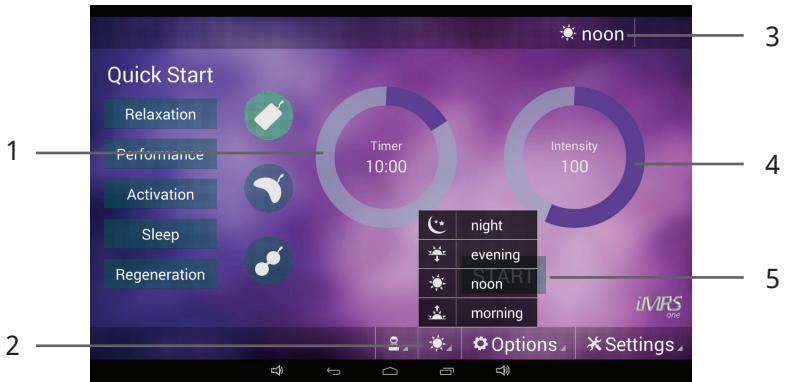 noon
3
Quick Start
Relaxation
1
Performance
Activation
Sleep
Regeneration
Timer
10:00
Intensity
100
4
night
evening
noon
morning
START
5
iMRS
one
2
Options
Settings